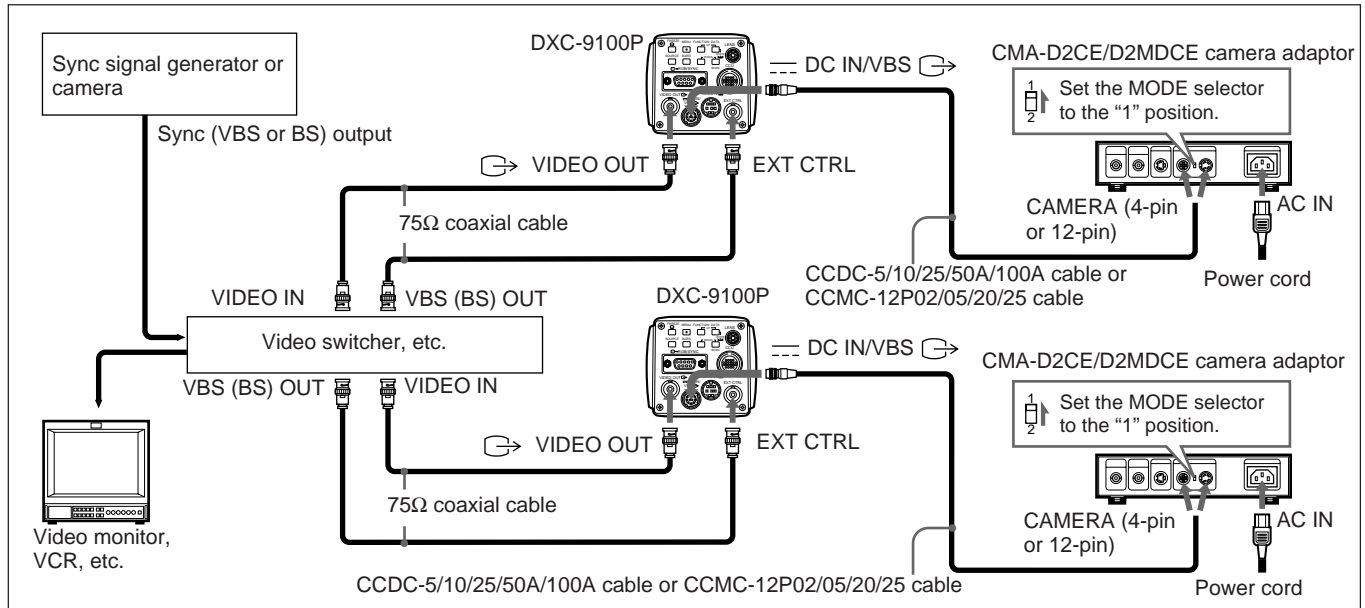 Sync signal generator or
camera
Sync (VBS or BS) output
DXC-9100P
DC IN/VBS
CMA-D2CE/D2MDCE camera adaptor
1
2
Set the MODE selector
to the “1” position.
VIDEO OUT
EXT CTRL
75Ω coaxial cable
CAMERA (4-pin
or 12-pin)
AC IN
Power cord
CCDC-5/10/25/50A/100A cable or
CCMC-12P02/05/20/25 cable
VIDEO IN
VBS (BS) OUT
Video switcher, etc.
VBS (BS) OUT
VIDEO IN
DXC-9100P
DC IN/VBS
CMA-D2CE/D2MDCE camera adaptor
1
2
Set the MODE selector
to the “1” position.
VIDEO OUT
EXT CTRL
75Ω coaxial cable
CAMERA (4-pin
or 12-pin)
AC IN
Power cord
Video monitor,
VCR, etc.
CCDC-5/10/25/50A/100A cable or CCMC-12P02/05/20/25 cable